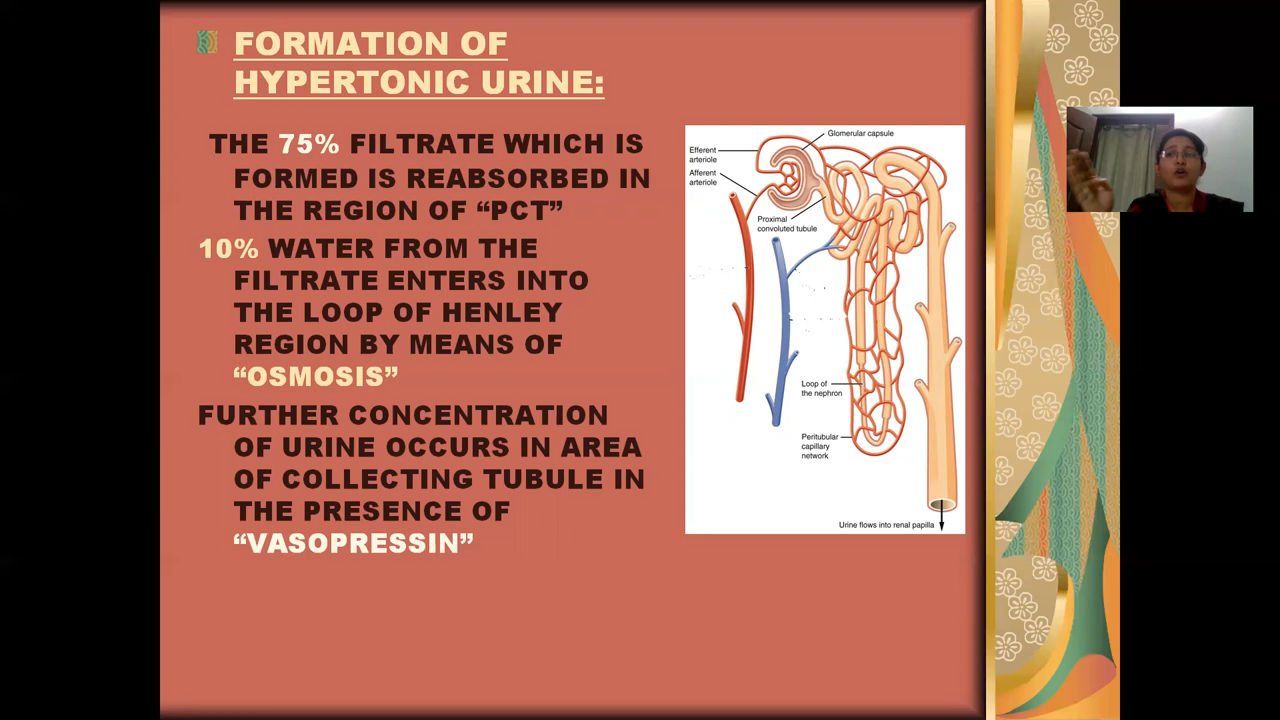 FORMATION OF
HYPERTONIC URINE:
THE 75% FILTRATE WHICH IS
FORMED IS REABSORBED IN
THE REGION OF “PCT”
10% WATER FROM THE
FILTRATE ENTERS INTO
THE LOOP OF HENLEY
REGION BY MEANS OF
“OSMOSIS”
FURTHER CONCENTRATION
OF URINE OCCURS IN AREA
OF COLLECTING TUBULE IN
THE PRESENCE OF
“VASOPRESSIN”
Glomerular capsule
Efferent
arteriole
Afferent
arteriole
Proximal
convoluted tubule
Loop of
the nephron
Peritubular
capillary
network
Urine flows into renal papilla